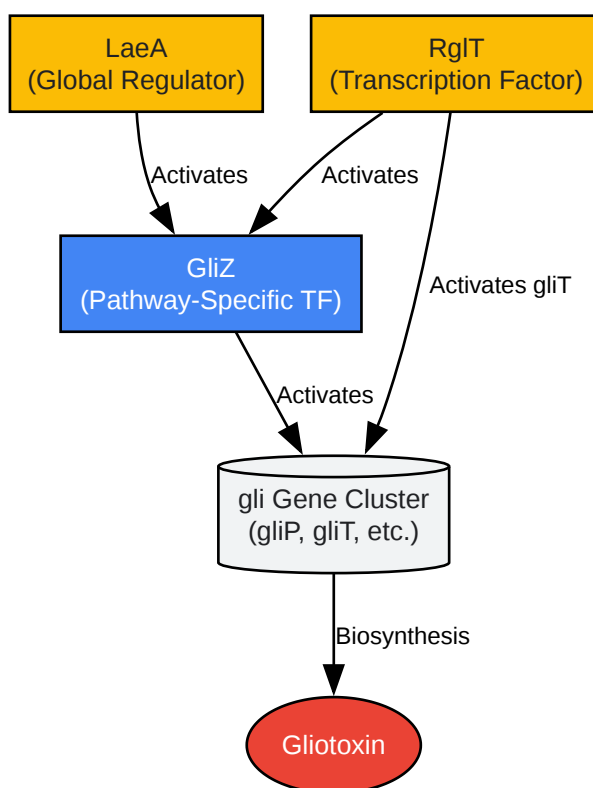 LaeA
(Global Regulator)
RglT
(Transcription Factor)
Activates
Activates
GliZ
(Pathway-Specific TF)
Activates gliT
Activates
gli Gene Cluster
(gliP, gliT, etc.)
Biosynthesis
Gliotoxin